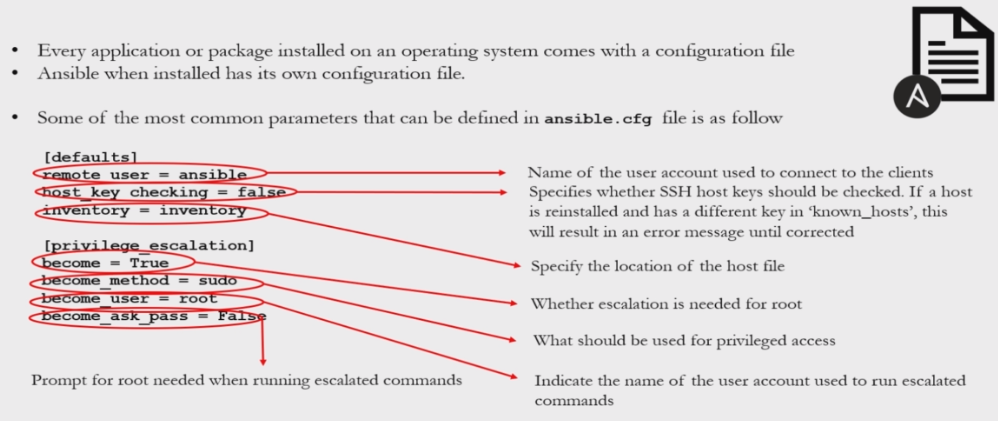 • Every application or package installed on an operating system comes with a configuration file
• Ansible when installed has its own configuration file.
• Some of the most common parameters that can be defined in ansible.cfg file is as follow
[defaults]
remote_user = ansible
host_key_checking = false
inventory = inventory
[privilege_escalation]
become = True
become_method = sudo
become_user = root
become_ask_pass = False
Name of the user account used to connect to the clients
Specifies whether SSH host keys should be checked. If a host
is reinstalled and has a different key in ‘known_hosts’, this
will result in an error message until corrected
Specify the location of the host file
Whether escalation is needed for root
What should be used for privileged access
Indicate the name of the user account used to run escalated
commands
Prompt for root needed when running escalated commands